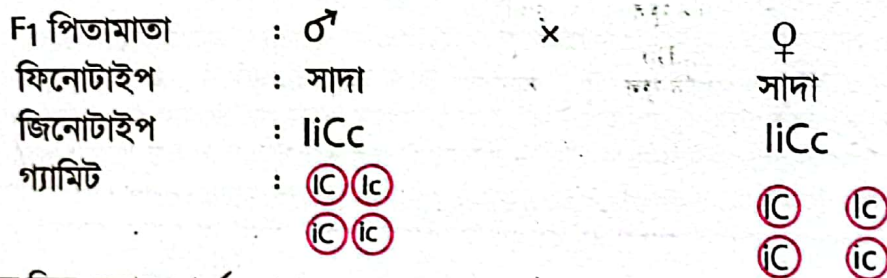 F1 পিতামাতা : ♂ × ♀
ফিনোটাইপ : সাদা সাদা
জিনোটাইপ : IiCc IiCc
গ্যামিট : IC Ic IC Ic
iC ic iC ic